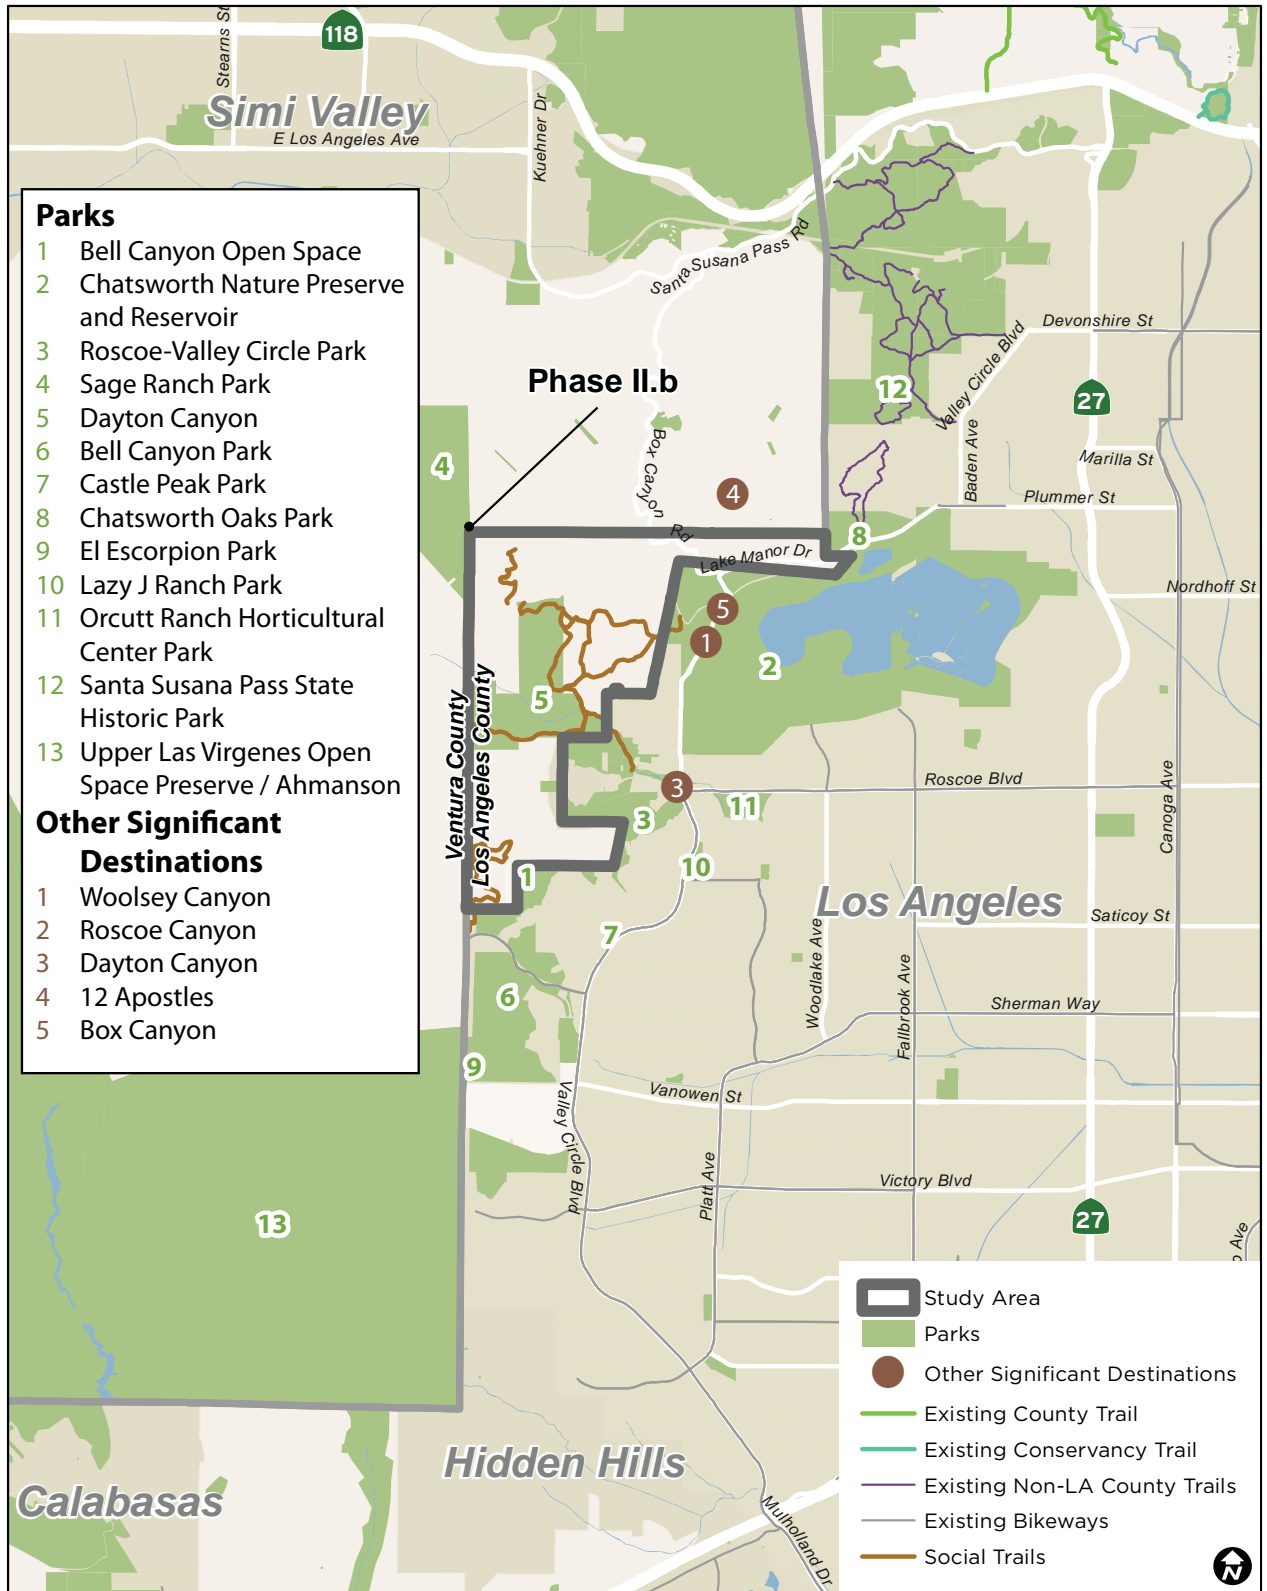 118
Stearns St
Simi Valley
E Los Angeles Ave
Kuehner Dr
Santa Susana Pass Rd
Parks
1 Bell Canyon Open Space
2 Chatsworth Nature Preserve
and Reservoir
3 Roscoe-Valley Circle Park
4 Sage Ranch Park
5 Dayton Canyon
6 Bell Canyon Park
7 Castle Peak Park
8 Chatsworth Oaks Park
9 El Escorpion Park
10 Lazy J Ranch Park
11 Orcutt Ranch Horticultural
Center Park
12 Santa Susana Pass State
Historic Park
13 Upper Las Virgenes Open
Space Preserve / Ahmanson
Other Significant
Destinations
1 Woolsey Canyon
2 Roscoe Canyon
3 Dayton Canyon
4 12 Apostles
5 Box Canyon
Phase II.b
Devonshire St
Valley Circle Blvd
12
27
Baden Ave
Marilla St
Plummer St
4
Box Canyon
Rd
4
8
Lake Manor Dr
Nordhoff St
5
1
2
5
Ventura County
Los Angeles County
Canoga Ave
Roscoe Blvd
3
11
3
10
1
Los Angeles
Saticoy St
7
Woodlake Ave
Fallbrook Ave
6
Sherman Way
9
Valley Circle Blvd
Vanowen St
Platt Ave
Victory Blvd
13
27
o Ave
Hidden Hills
Calabasas
Mulholland Dr
Study Area
Parks
Other Significant Destinations
Existing County Trail
Existing Conservancy Trail
Existing Non-LA County Trails
Existing Bikeways
Social Trails
N